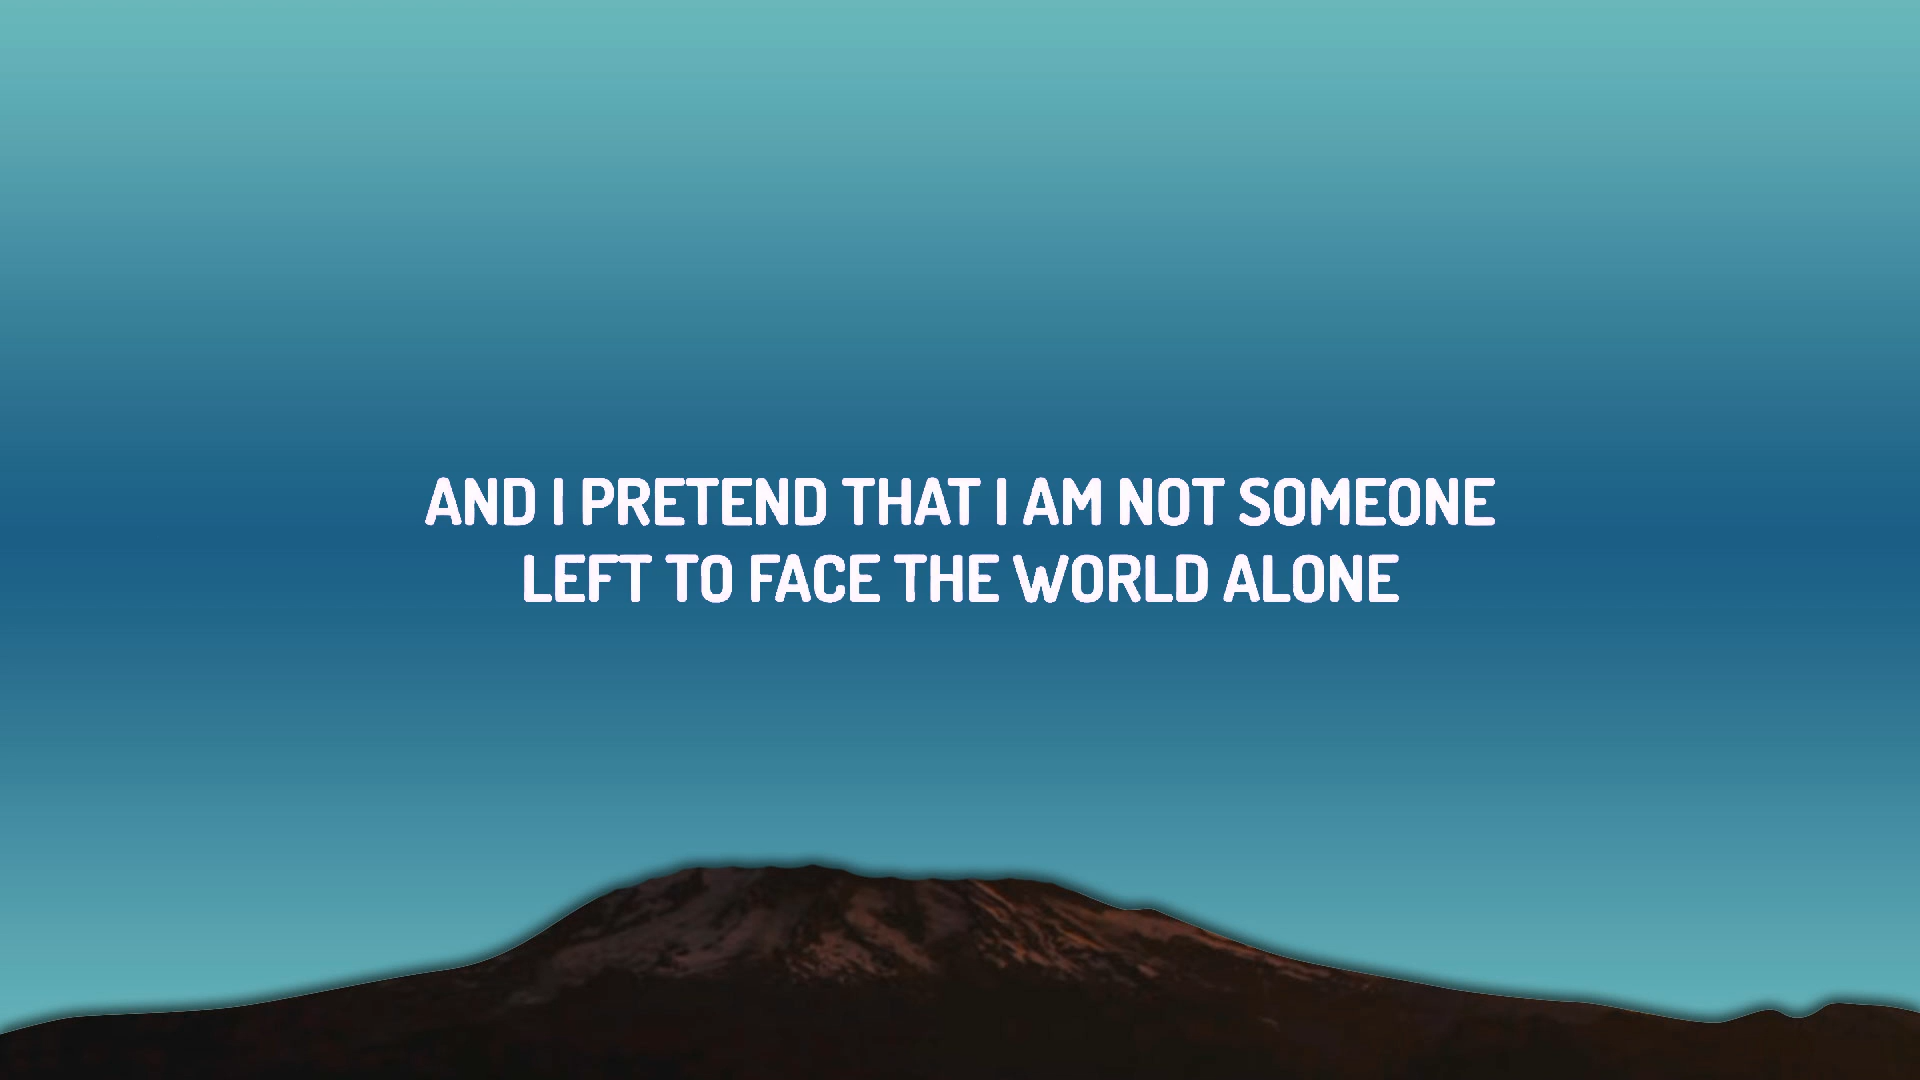 AND I PRETEND THAT I AM NOT SOMEONE
LEFT TO FACE THE WORLD ALONE